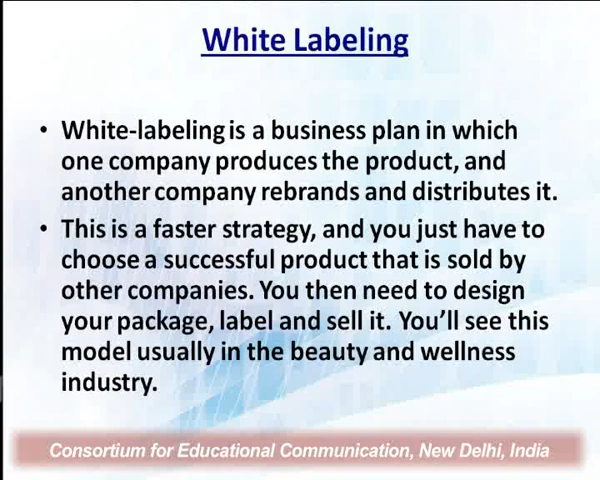 White Labeling
• White-labeling is a business plan in which
one company produces the product, and
another company rebrands and distributes it.
• This is a faster strategy, and you just have to
choose a successful product that is sold by
other companies. You then need to design
your package, label and sell it. You'll see this
model usually in the beauty and wellness
industry.
Consortium for Educational Communication, New Delhi, India